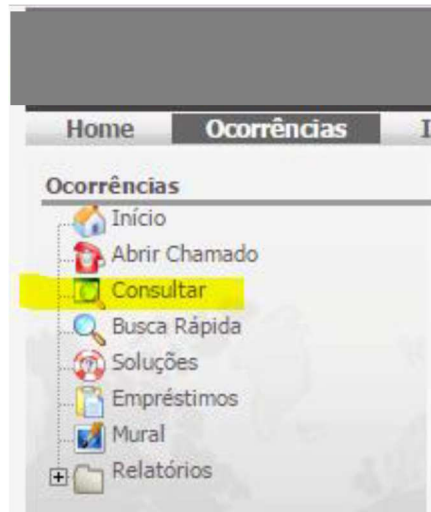 Home Ocorrências
Ocorrências
Início
Abrir Chamado
Consultar
Busca Rápida
Soluções
Empréstimos
Mural
Relatórios